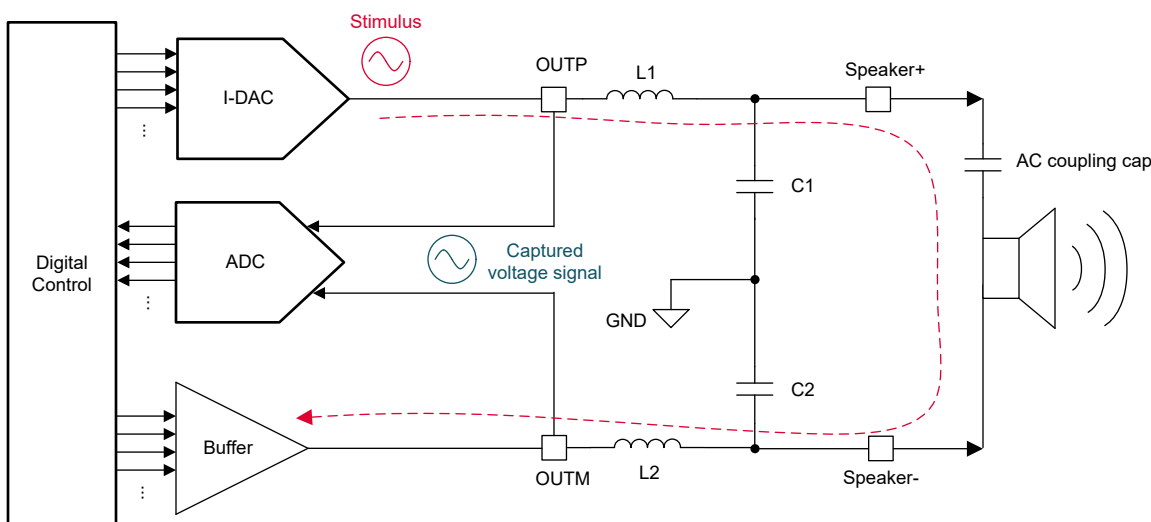 Stimulus
I-DAC
OUTP
L1
Speaker+
AC coupling cap
C1
Digital
Control
ADC
Captured
voltage signal
GND
C2
Buffer
OUTM
L2
Speaker-
...
...
...